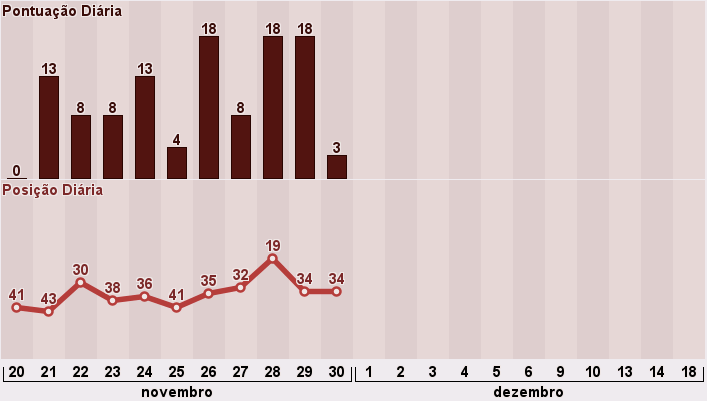 Pontuação Diária
0 13 8 8 13 4 18 8 18 18 3
Posição Diária
41 43 30 38 36 41 35 32 19 34 34
20 21 22 23 24 25 26 27 28 29 30 1 2 3 4 5 6 9 10 13 14 18
novembro dezembro